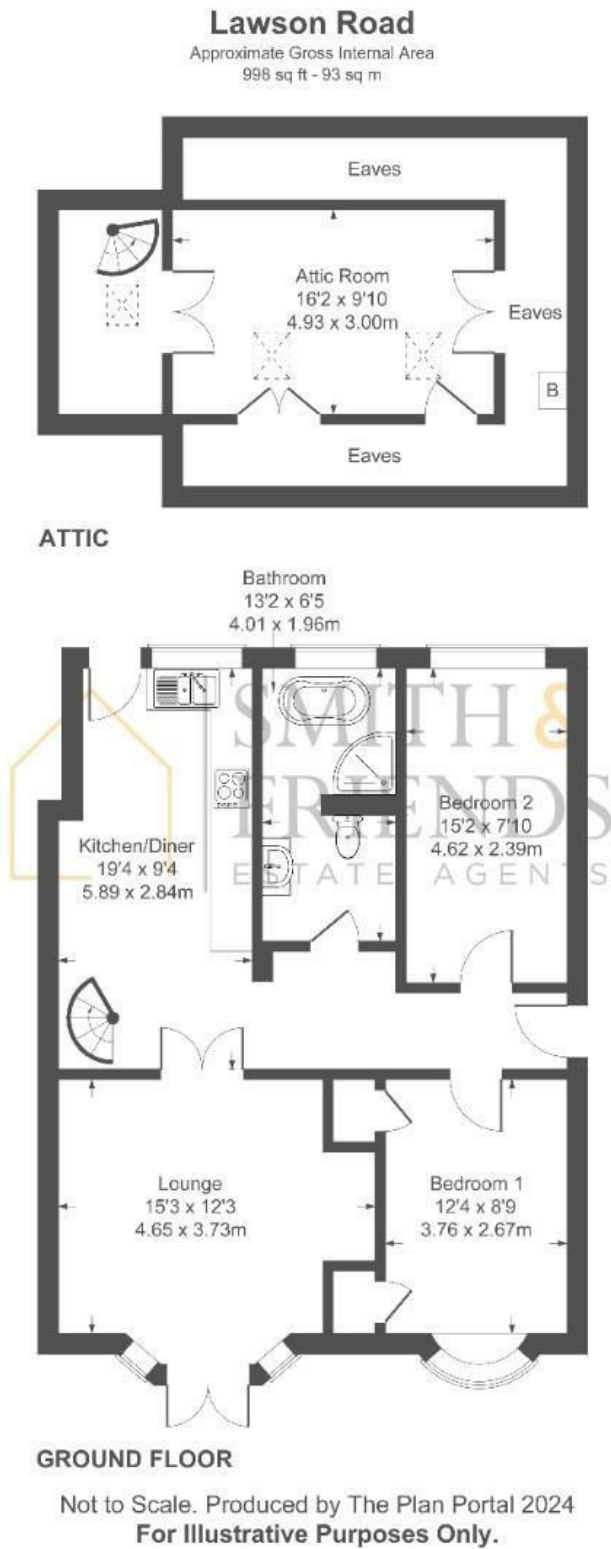 Lawson Road
Approximate Gross Internal Area
998 sq ft - 93 sq m
Eaves
Attic Room
16'2 x 9'10
4.93 x 3.00m
Eaves
B
Eaves
ATTIC
Bathroom
13'2 x 6'5
4.01 x 1.96m
SMITH &
FRIENDS
ESTATE AGENTS
Kitchen/Diner
19'4 x 9'4
5.89 x 2.84m
Bedroom 2
15'2 x 7'10
4.62 x 2.39m
Lounge
15'3 x 12'3
4.65 x 3.73m
Bedroom 1
12'4 x 8'9
3.76 x 2.67m
GROUND FLOOR
Not to Scale. Produced by The Plan Portal 2024
For Illustrative Purposes Only.